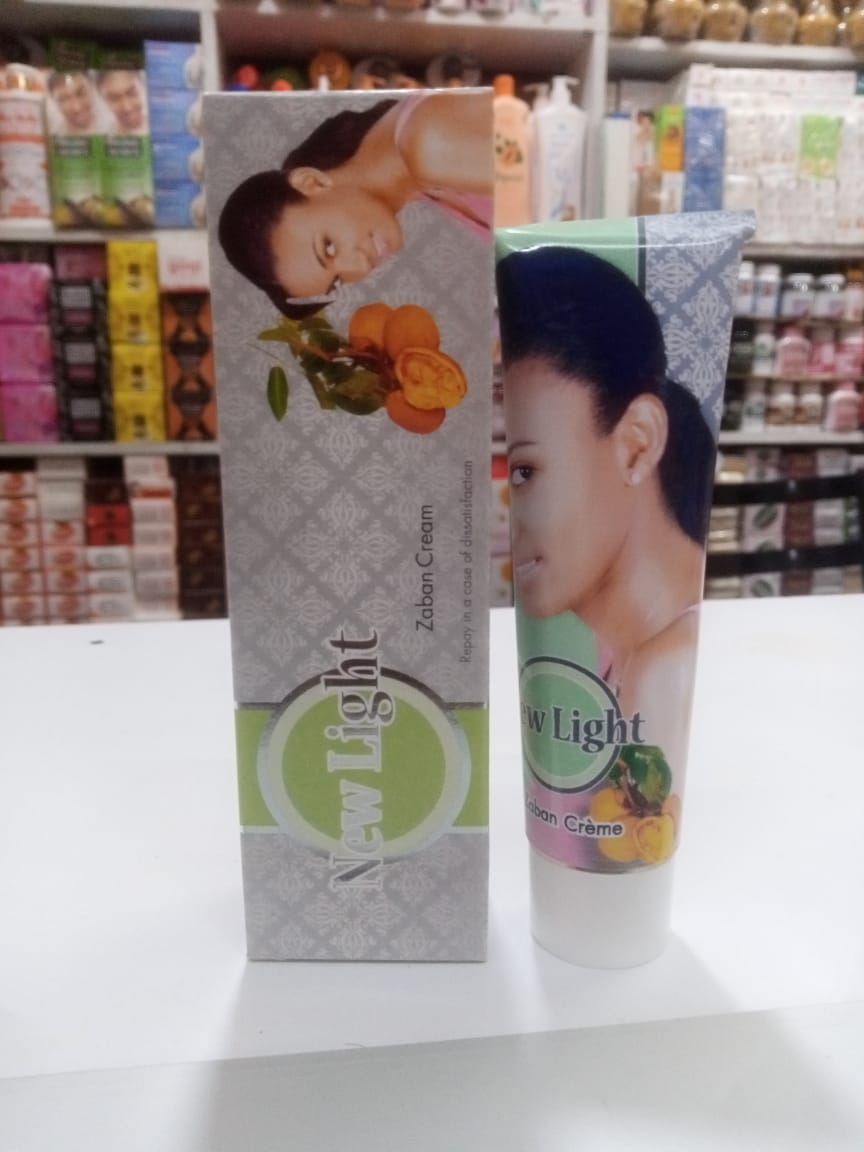 New Light
Zaban Cream
Repay in a case of dissatisfaction
ew Light
Zaban Crème